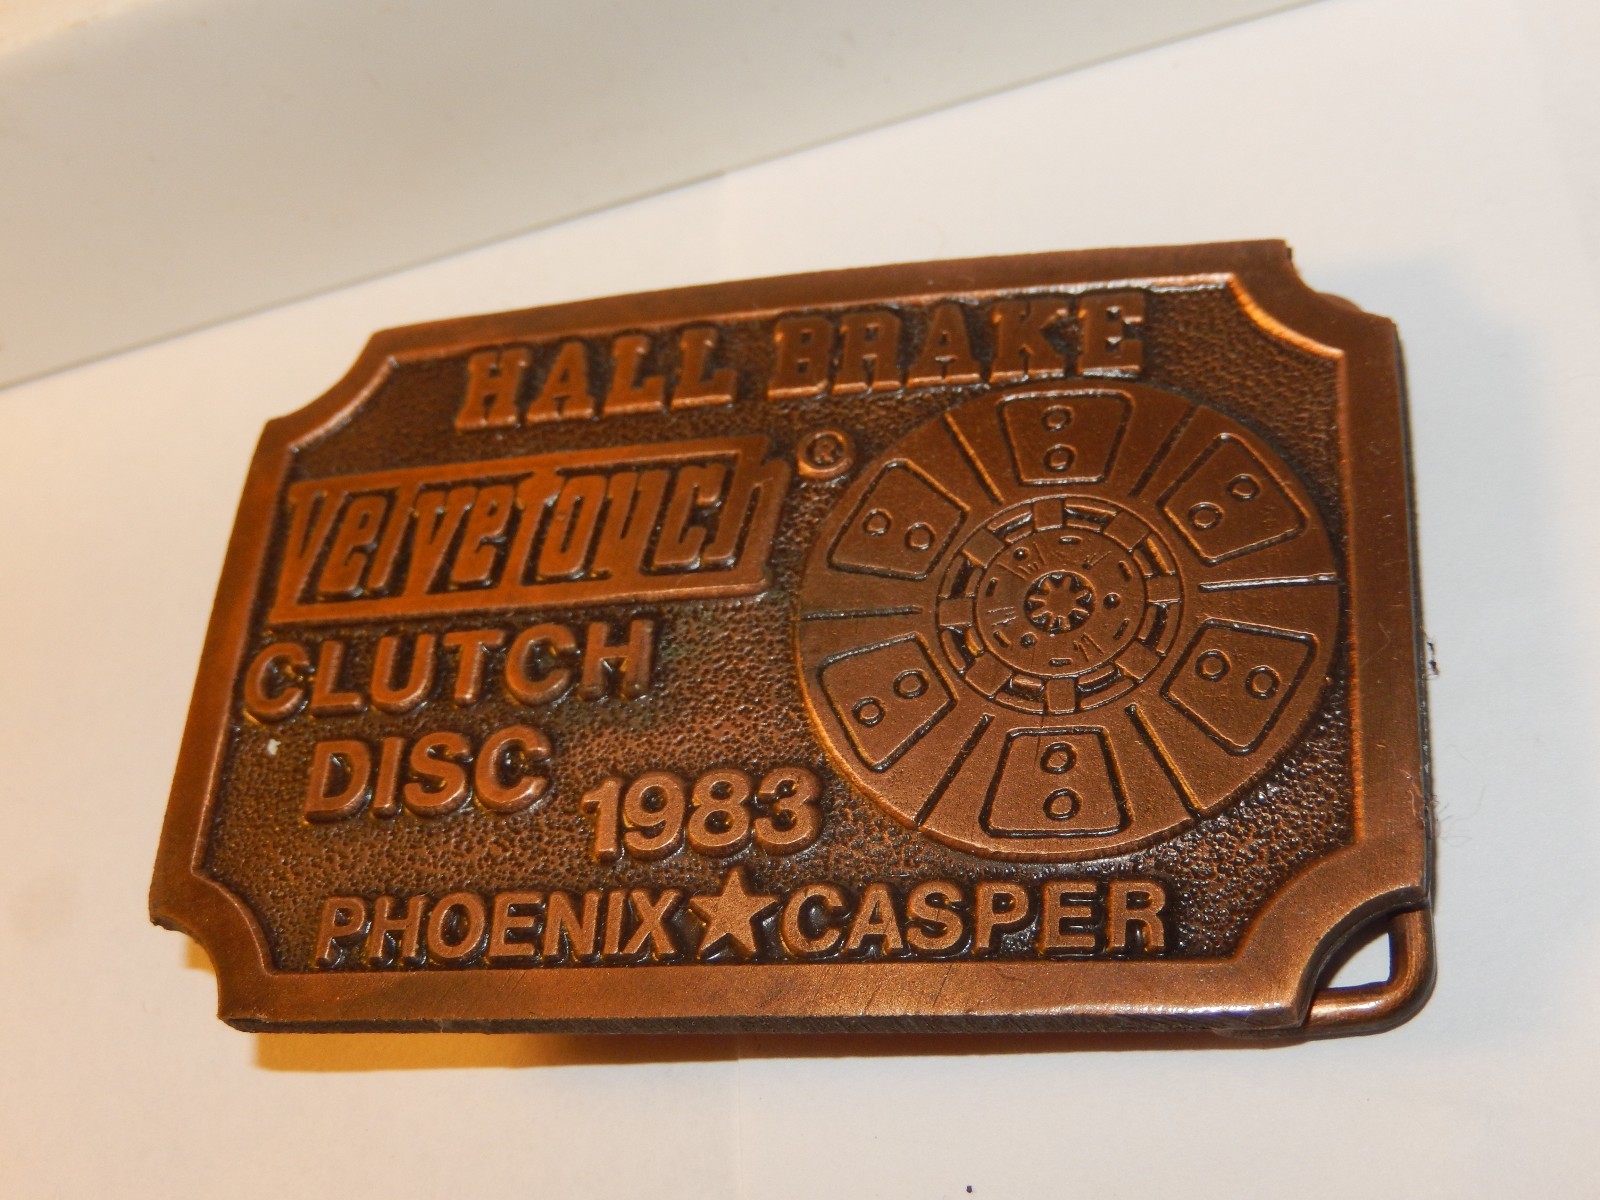 HALL BRAKE
Velvetouch ®
CLUTCH
DISC
1983
PHOENIX★CASPER